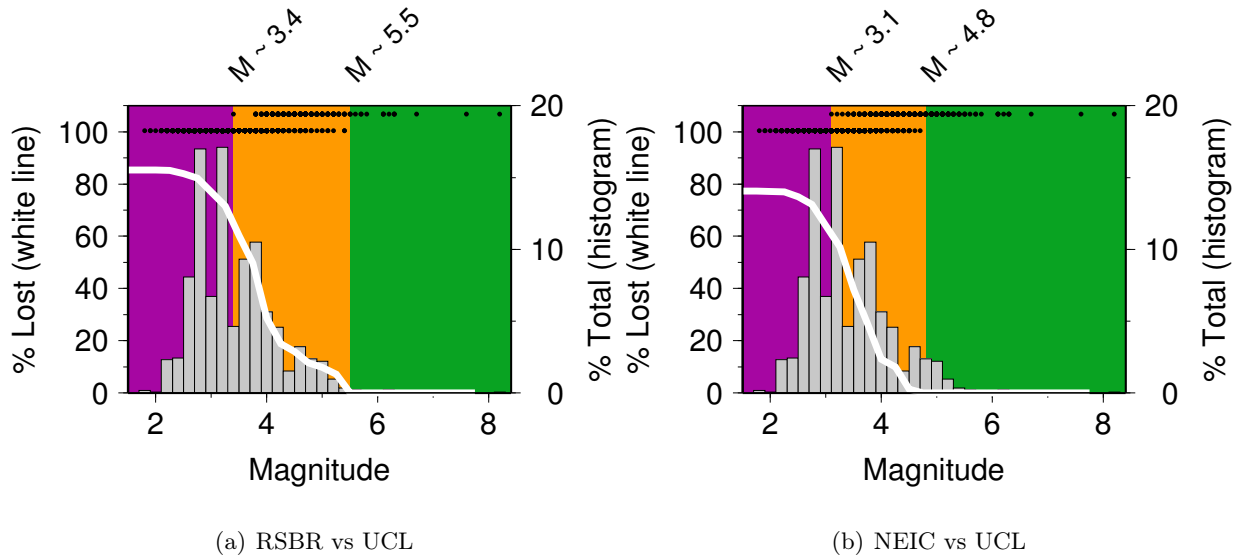 M ~ 3.4
M ~ 5.5
M ~ 3.1
M ~ 4.8
% Lost (white line)
0
20
40
60
80
100
0
10
20
% Total (histogram)
2
4
6
8
Magnitude
% Lost (white line)
0
20
40
60
80
100
0
10
20
% Total (histogram)
2
4
6
8
Magnitude
(a) RSBR vs UCL
(b) NEIC vs UCL